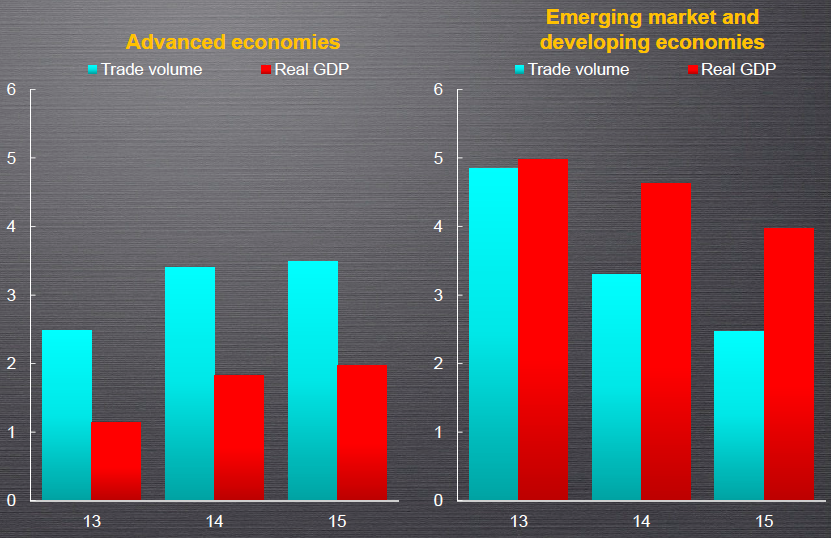 Advanced economies
Trade volume Real GDP
6
5
4
3
2
1
0
13 14 15
Emerging market and
developing economies
Trade volume Real GDP
6
5
4
3
2
1
0
13 14 15